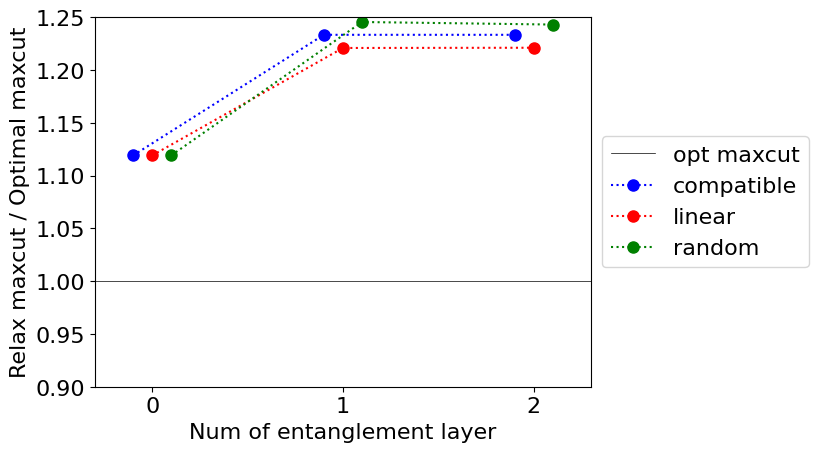 Relax maxcut / Optimal maxcut
1.25
1.20
1.15
1.10
1.05
1.00
0.95
0.90
0
1
2
Num of entanglement layer
opt maxcut
compatible
linear
random